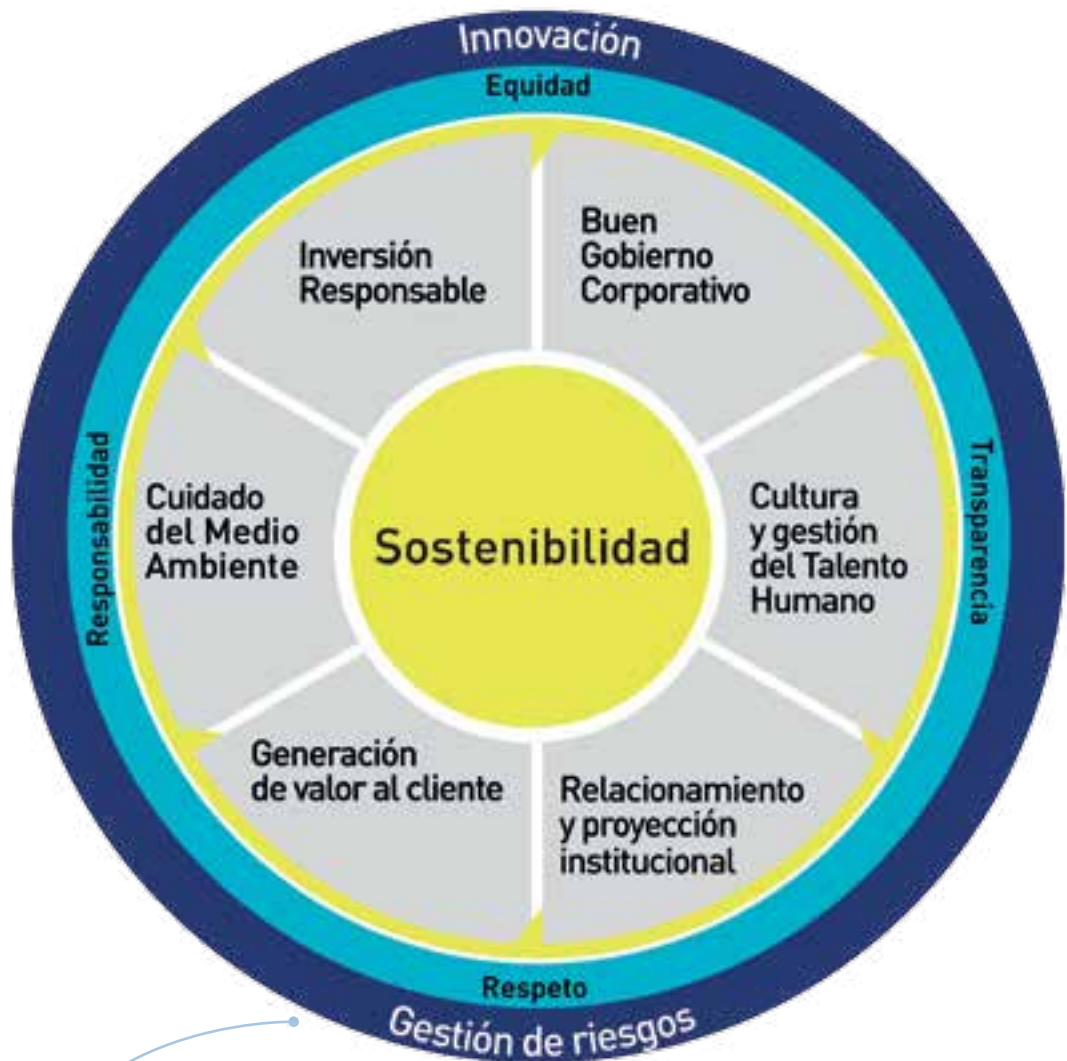 Innovación
Equidad
Inversión
Responsable
Buen
Gobierno
Corporativo
Responsabilidad
Cuidado
del Medio
Ambiente
Sostenibilidad
Cultura
y gestión
del Talento
Humano
Transparencia
Generación
de valor al cliente
Relacionamiento
y proyección
institucional
Respeto
Gestión de riesgos